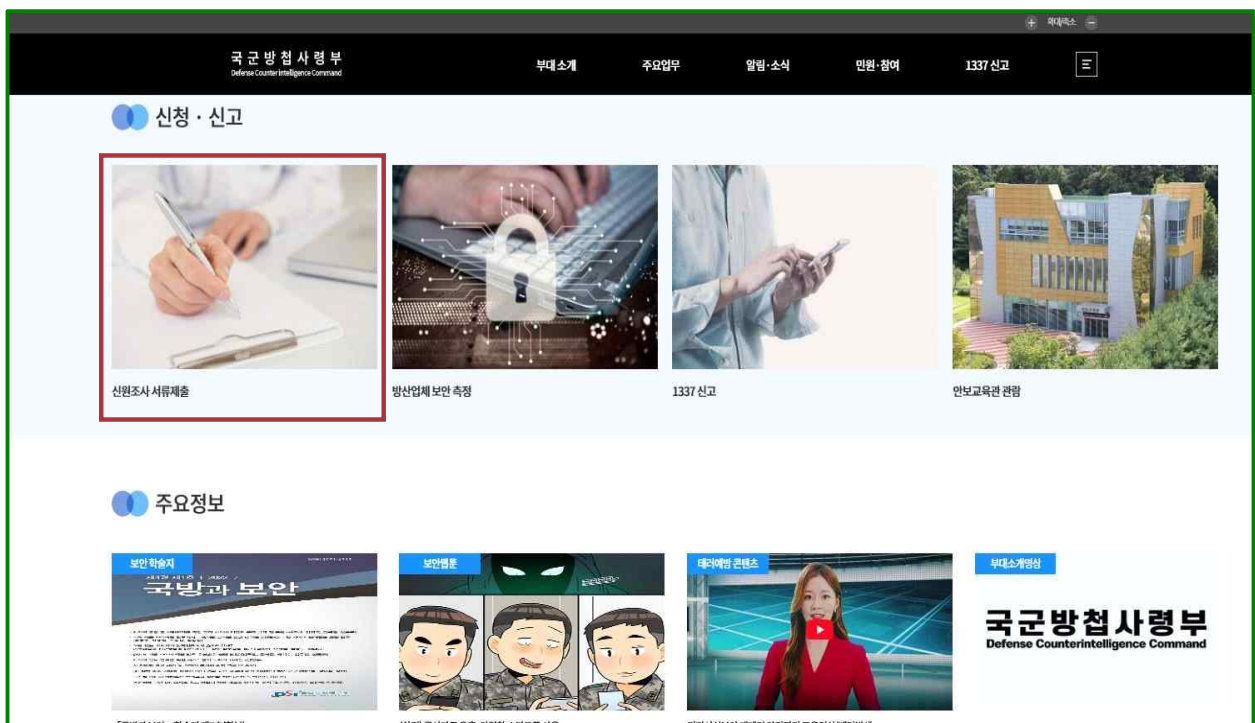 확대/축소
국군방첩사령부
Defense Counterintelligence Command
부대 소개
주요업무
알림·소식
민원·참여
1337 신고
신청 · 신고
신원조사 서류제출
방산업체 보안 측정
1337 신고
안보교육관 관람
주요정보
보안 학술지
국방과 보안
보안웹툰
테러예방 콘텐츠
부대소개영상
국군방첩사령부
Defense Counterintelligence Command